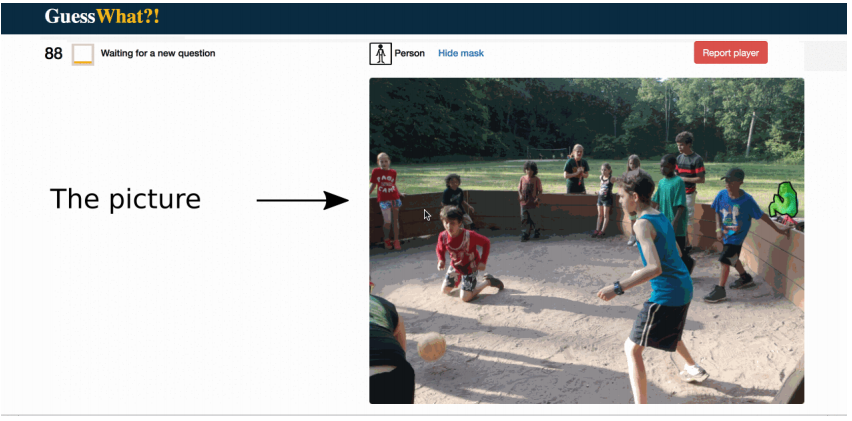 GuessWhat?!
88 Waiting for a new question
Person Hide mask
Report player
The picture